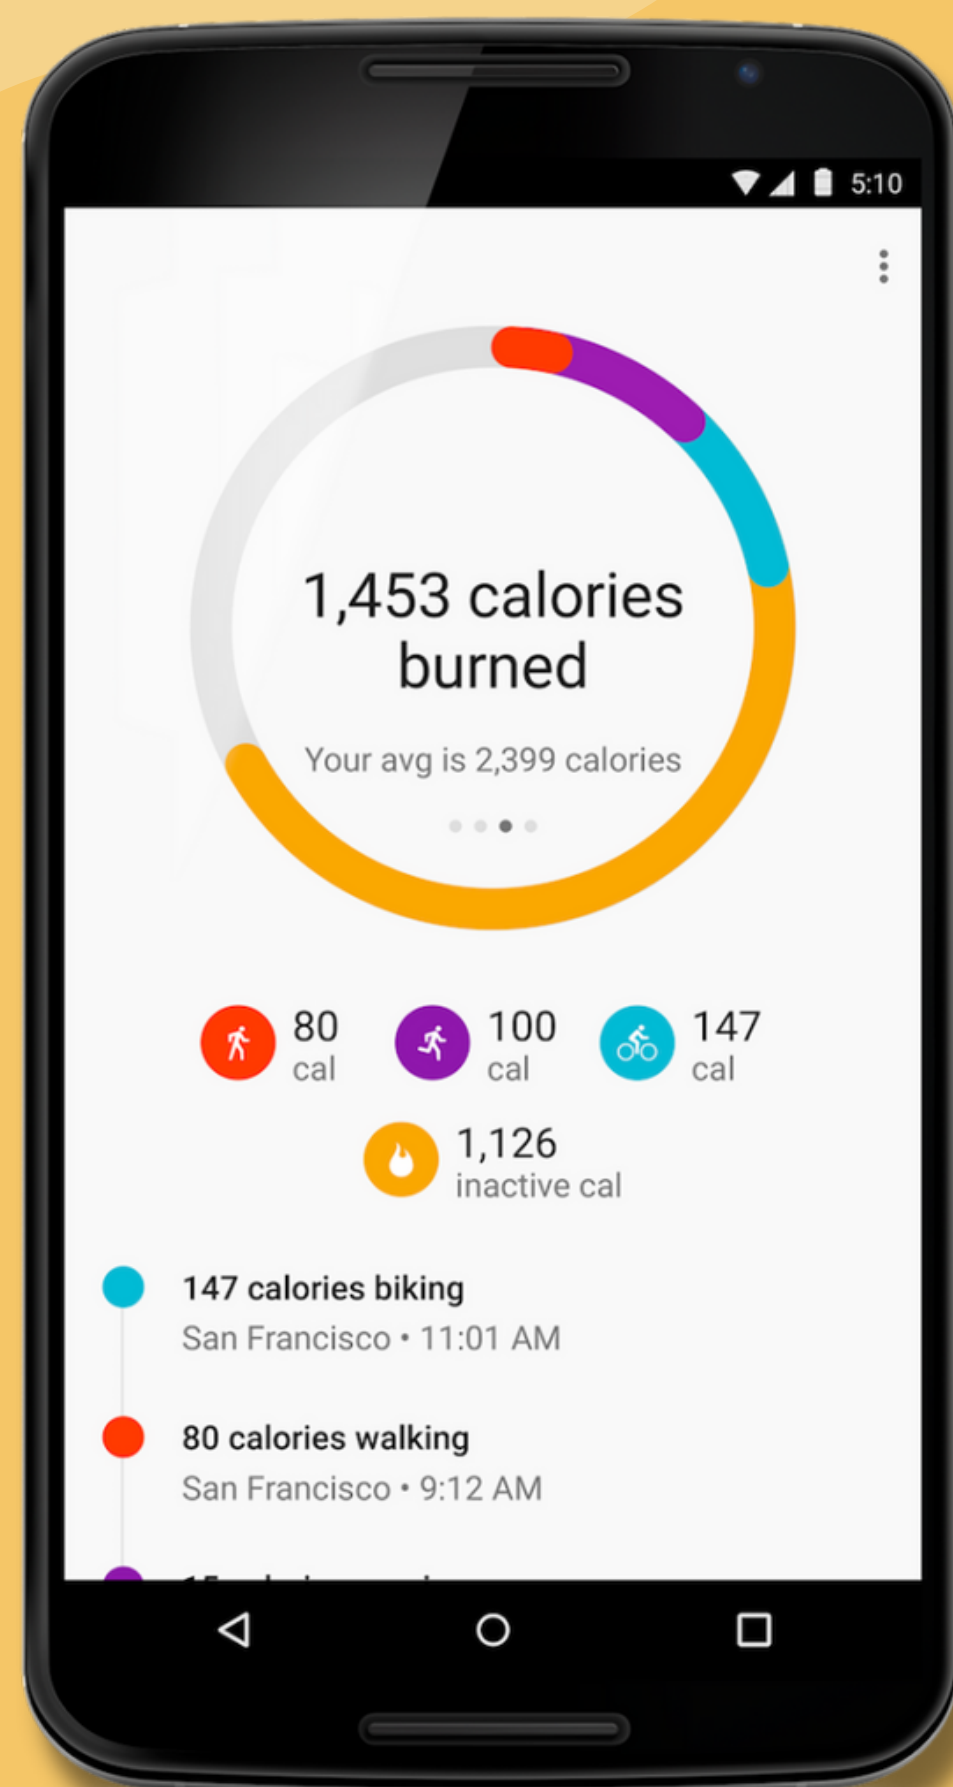 5:10
1,453 calories
burned
Your avg is 2,399 calories
80
cal
100
cal
147
cal
1,126
inactive cal
147 calories biking
San Francisco • 11:01 AM
80 calories walking
San Francisco • 9:12 AM